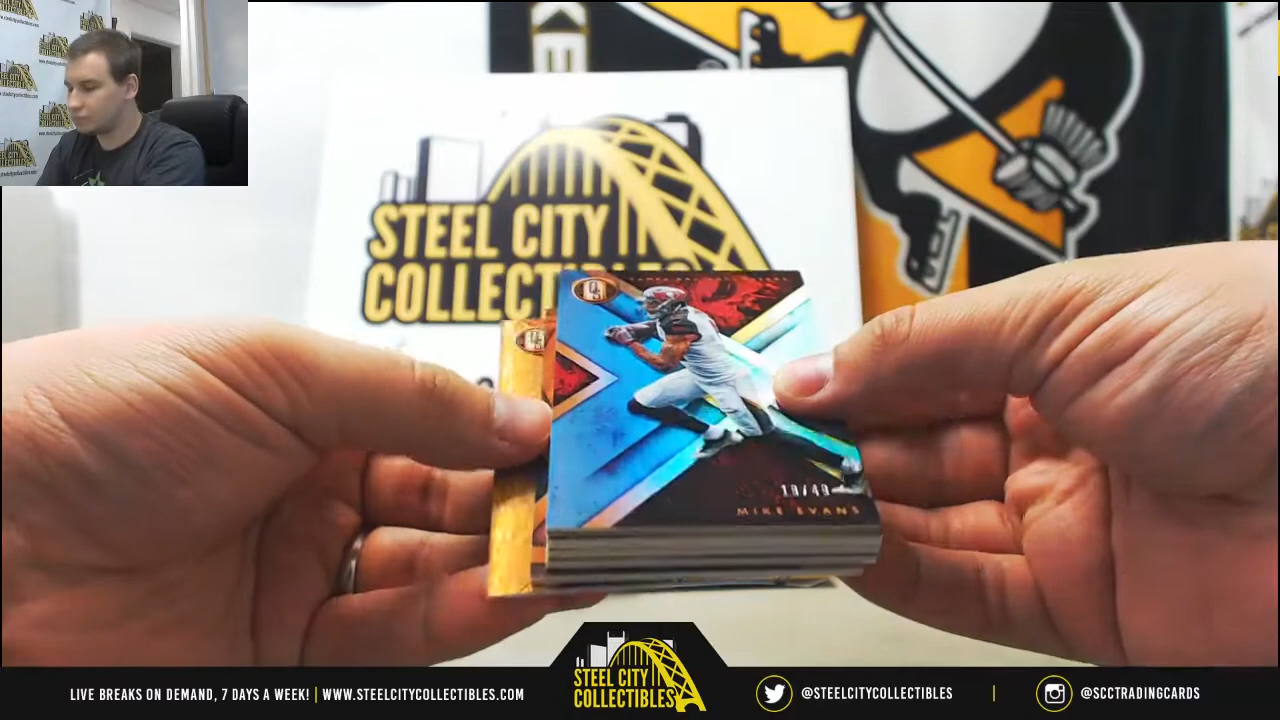 STEEL CITY
COLLECTIBLES
19/49
MIKE EVANS
LIVE BREAKS ON DEMAND, 7 DAYS A WEEK! | WWW.STEELCITYCOLLECTIBLES.COM
STEEL CITY
COLLECTIBLES
@STEELCITYCOLLECTIBLES | @SCCTRADINGCARDS